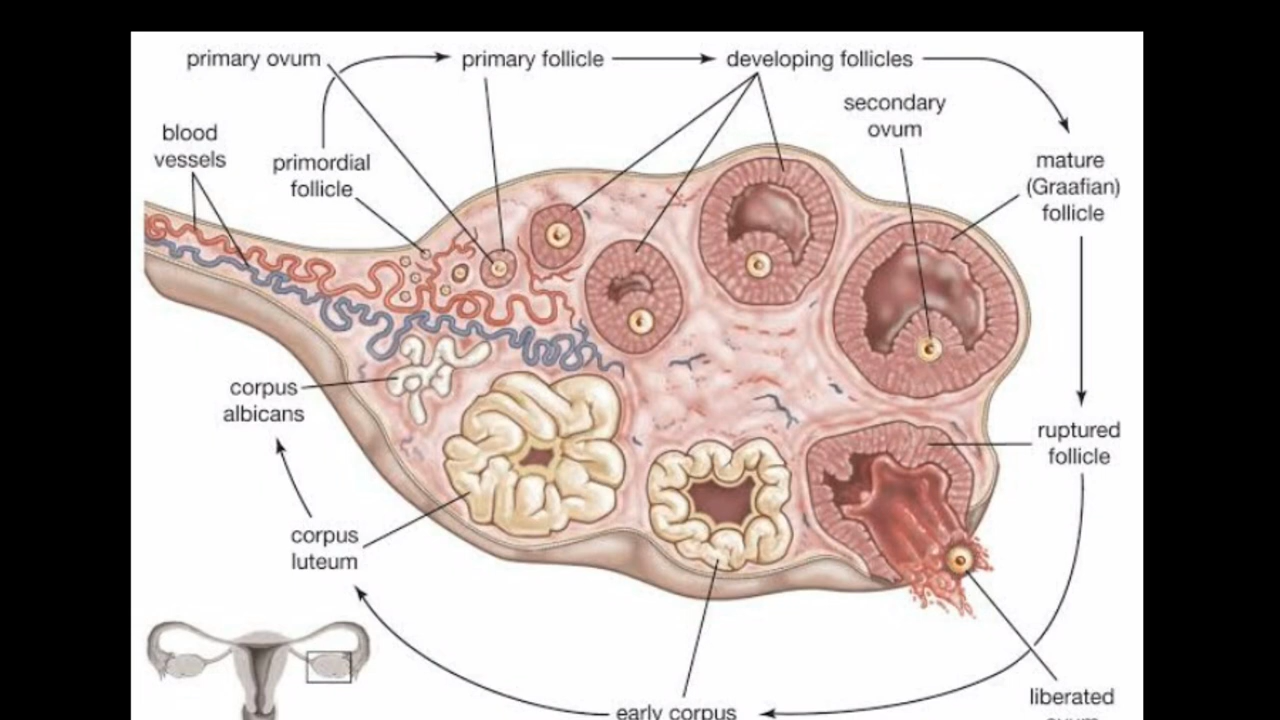 primary ovum
primary follicle
developing follicles
secondary
ovum
blood
vessels
primordial
follicle
mature
(Graafian)
follicle
corpus
albicans
ruptured
follicle
corpus
luteum
liberated
early corpus